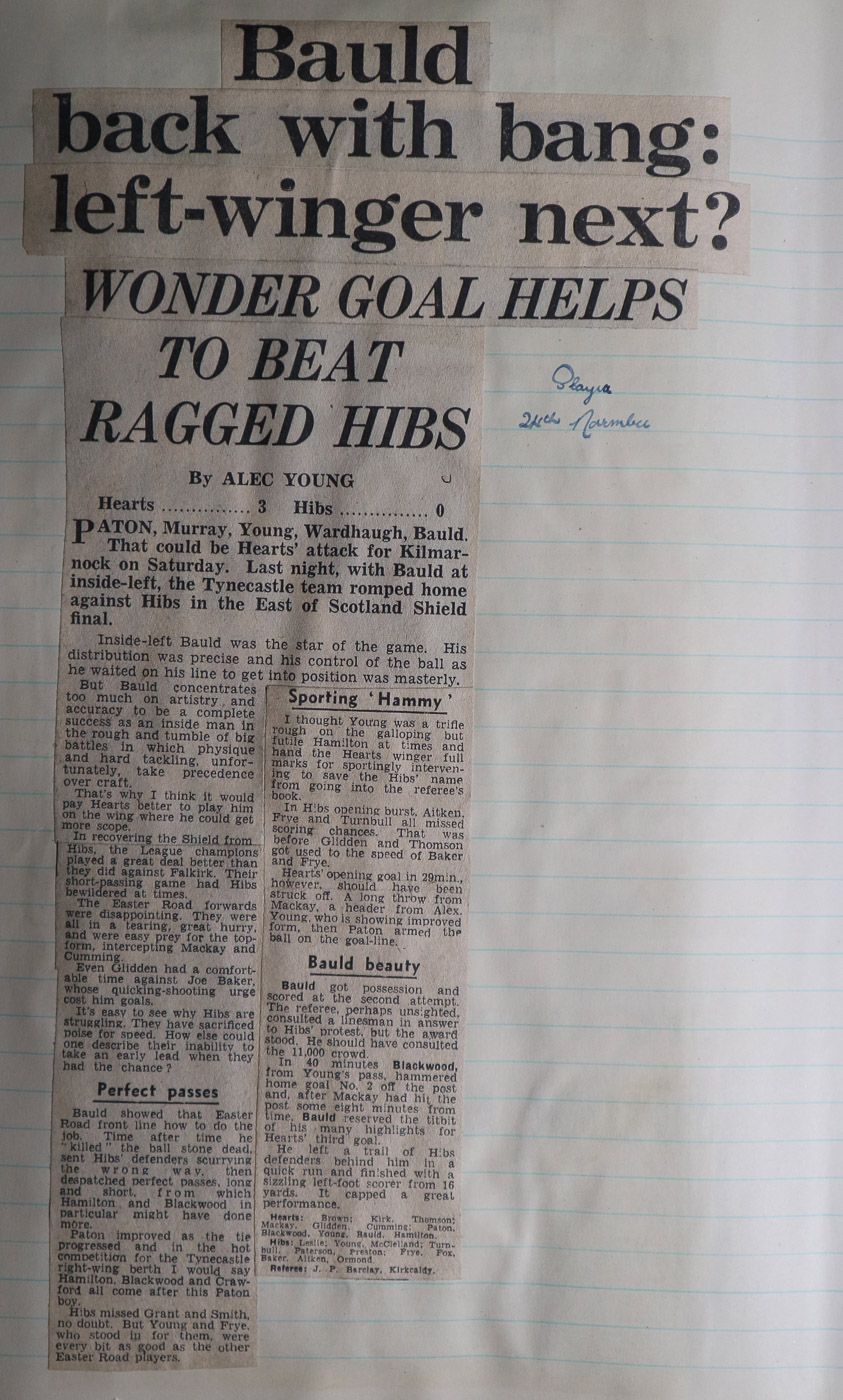 Bauld
back with bang:
left-winger next?
WONDER GOAL HELPS
TO BEAT
RAGGED HIBS
24th November
By ALEC YOUNG
Hearts .............. 3 Hibs .............. 0
PATON, Murray, Young, Wardhaugh, Bauld.
That could be Hearts' attack for Kilmar-
nock on Saturday. Last night, with Bauld at
inside-left, the Tynecastle team romped home
against Hibs in the East of Scotland Shield
final.
Inside-left Bauld was the star of the game. His
distribution was precise and his control of the ball as
he waited on his line to get into position was masterly.
But Bauld concentrates
too much on artistry and
accuracy to be a complete
success as an inside man in
the rough and tumble of big
battles in which physique
and hard tackling, unfor-
tunately, take precedence
over craft.
That's why I think it would
pay Hearts better to play him
on the wing where he could get
more scope.
In recovering the Shield from
Hibs, the League champions
played a great deal better than
they did against Falkirk. Their
short-passing game had Hibs
bewildered at times.
The Easter Road forwards
were disappointing. They were
all in a tearing, great hurry,
and were easy prey for the top-
form, intercepting Mackay and
Cumming.
Even Glidden had a comfort-
able time against Joe Baker,
whose quicking-shooting urge
cost him goals.
It's easy to see why Hibs are
struggling. They have sacrificed
poise for speed. How else could
one describe their inability to
take an early lead when they
had the chance?
Perfect passes
Bauld showed that Easter
Road front line how to do the
job. Time after time he
"killed" the ball stone dead,
sent Hibs' defenders scurrying
the wrong way, then
despatched perfect passes, long
and short, from which
Hamilton and Blackwood in
particular might have done
more.
Paton improved as the tie
progressed and in the hot
competition for the Tynecastle
right-wing berth I would say
Hamilton, Blackwood and Craw-
ford all come after this Paton
boy.
Hibs missed Grant and Smith,
no doubt. But Young and Frye,
who stood in for them, were
every bit as good as the other
Easter Road players.
Sporting 'Hammy'
I thought Young was a trifle
rough on the galloping but
futile Hamilton at times and
hand the Hearts winger full
marks for sportingly interven-
ing to save the Hibs' name
from going into the referee's
book.
In Hibs opening burst, Aitken,
Frye and Turnbull all missed
scoring chances. That was
before Glidden and Thomson
got used to the speed of Baker
and Frye.
Hearts' opening goal in 29min.,
however, should have been
struck off. A long throw from
Mackay, a header from Alex.
Young, who is showing improved
form, then Paton armed the
ball on the goal-line.
Bauld beauty
Bauld got possession and
scored at the second attempt.
The referee, perhaps unsighted,
consulted a linesman in answer
to Hibs' protest, but the award
stood. He should have consulted
the 11,000 crowd.
In 40 minutes Blackwood,
from Young's pass, hammered
home goal No. 2 off the post
and, after Mackay had hit the
post some eight minutes from
time, Bauld reserved the titbit
of his many highlights for
Hearts' third goal.
He left a trail of Hibs
defenders behind him in a
quick run and finished with a
sizzling left-foot scorer from 16
yards. It capped a great
performance.
Hearts: Brown; Kirk, Thomson;
Mackay, Glidden, Cumming; Paton,
Blackwood, Young, Bauld, Hamilton.
Hibs: Leslie; Young, McClelland; Turn-
bull, Paterson, Preston; Frye, Fox,
Baker, Aitken, Ormond.
Referee: J. P. Barclay, Kirkcaldy.